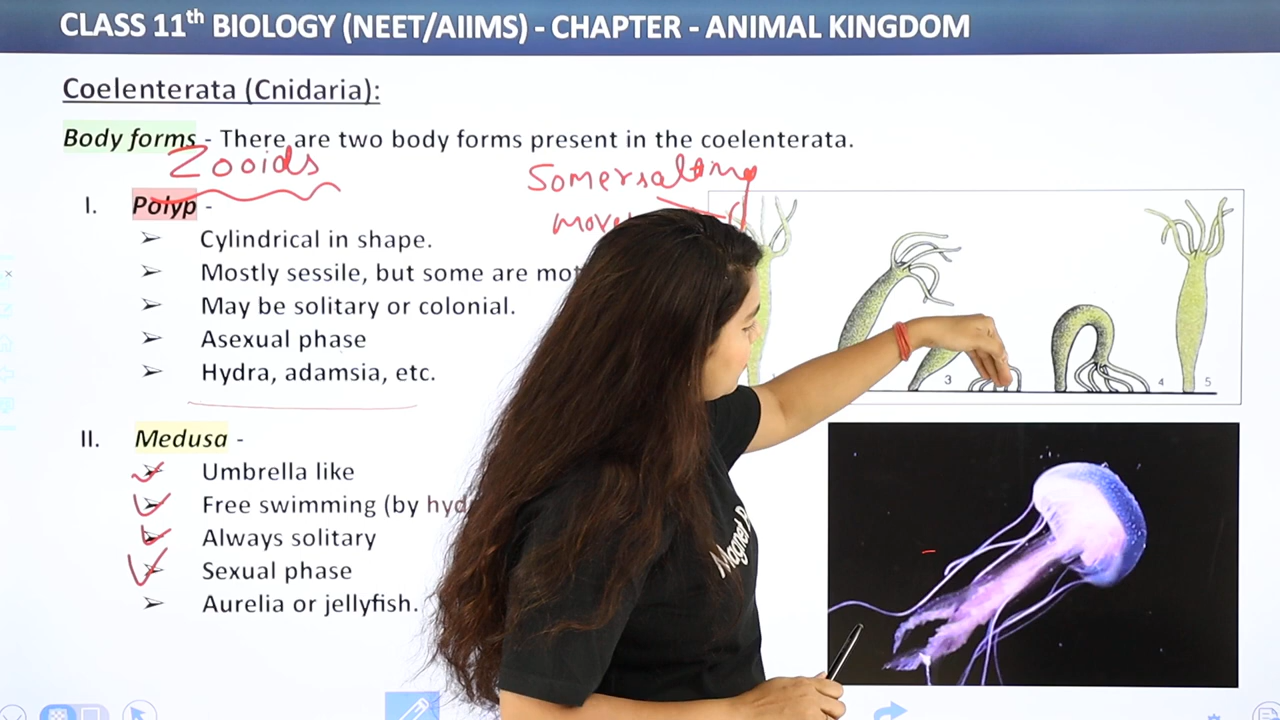 CLASS 11th BIOLOGY (NEET/AIIMS) - CHAPTER - ANIMAL KINGDOM
Coelenterata (Cnidaria):
Body forms - There are two body forms present in the coelenterata.
Zooids
Somersalting
I. Polyp -
➢ Cylindrical in shape.
➢ Mostly sessile, but some are
➢ May be solitary or colonial.
➢ Asexual phase
➢ Hydra, adamsia, etc.
3 4 5
II. Medusa -
➢ Umbrella like
➢ Free swimming (by
➢ Always solitary
➢ Sexual phase
➢ Aurelia or jellyfish.
Magnet